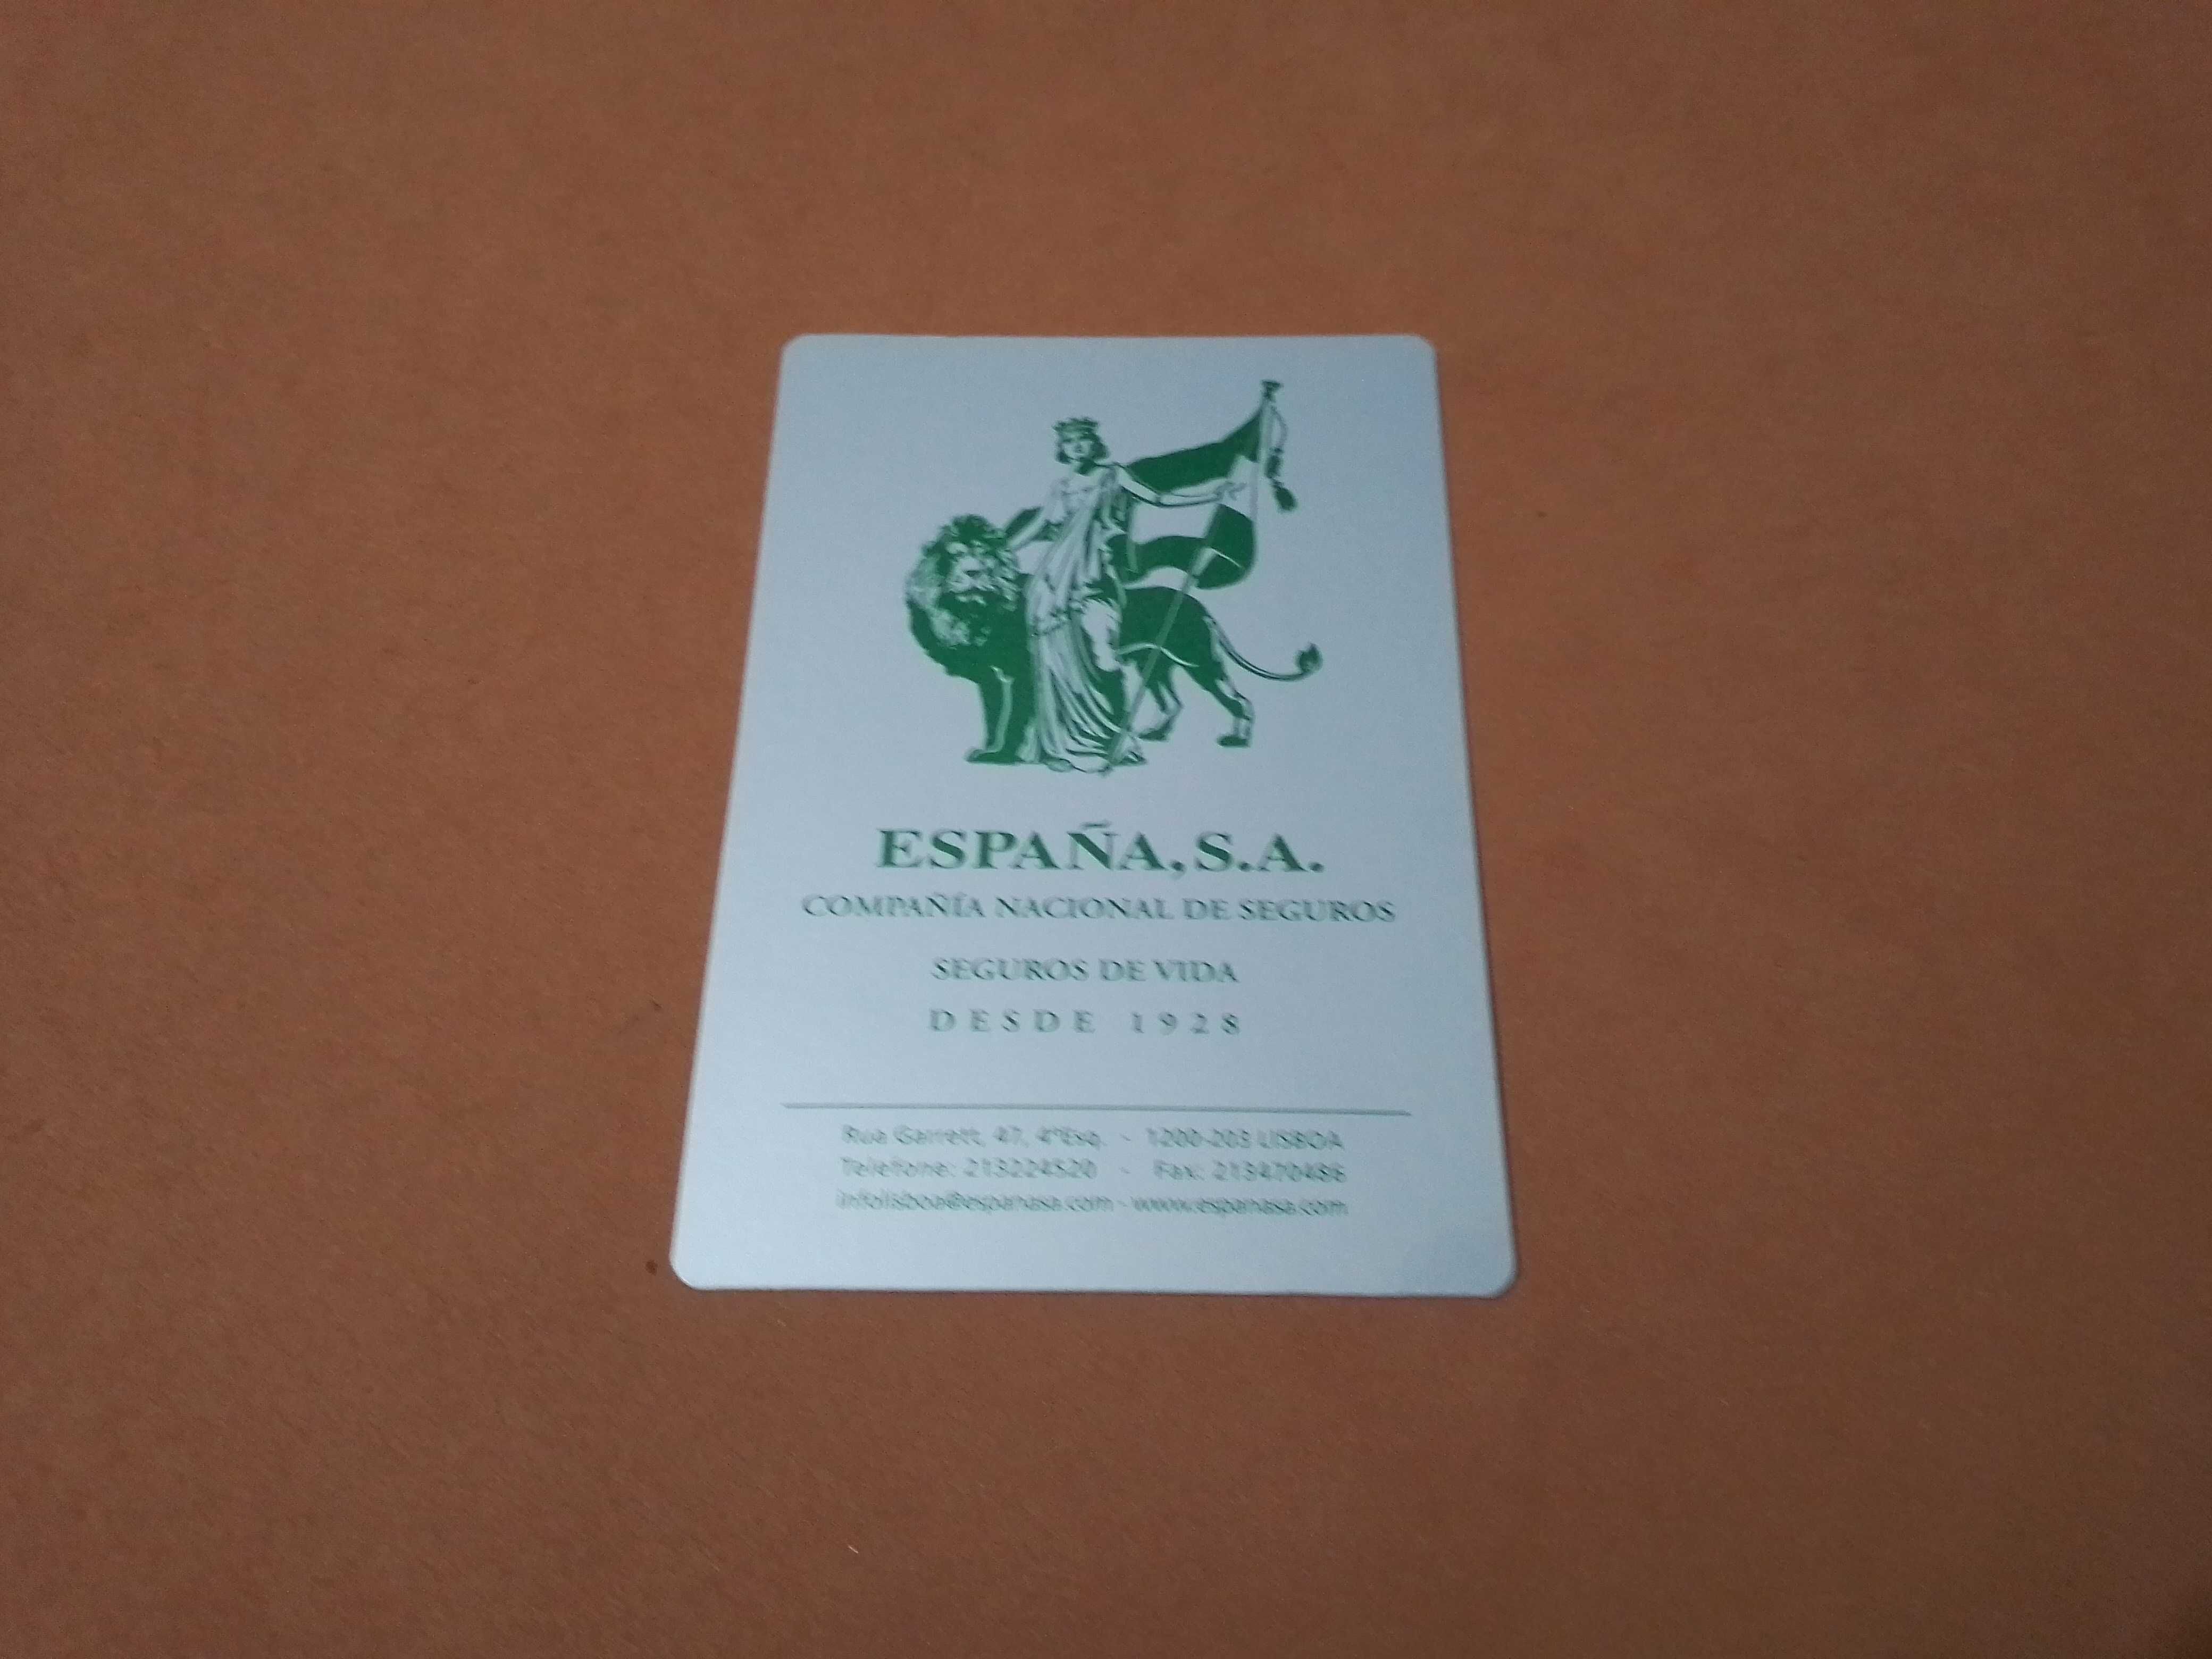 ESPAÑA, S.A.
COMPAÑÍA NACIONAL DE SEGUROS
SEGUROS DE VIDA
DESDE 1928
Rua Garrett, 47, 4ºEsq. - 1200-203 LISBOA
Telefone: 213224520 - Fax: 213470486
infolisboa@espanasa.com - www.espanasa.com